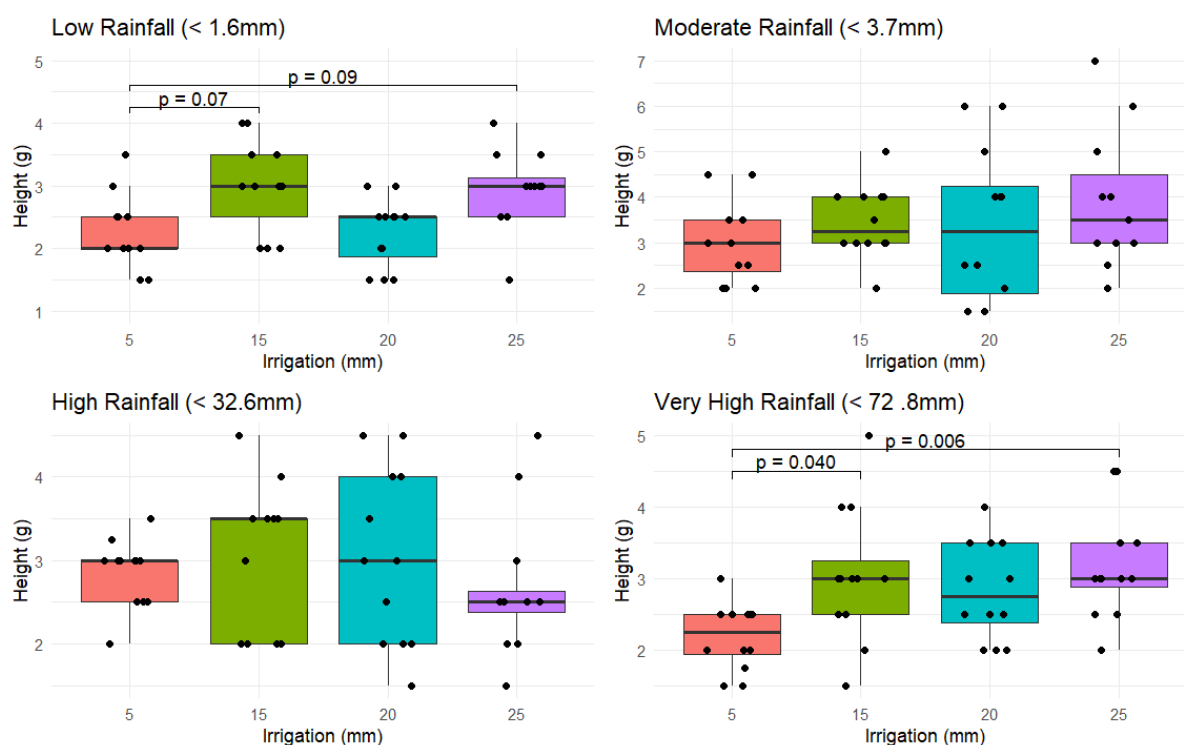 Low Rainfall (< 1.6mm)
Height (g)
5
4
3
2
1
p = 0.09
p = 0.07
5 15 20 25
Irrigation (mm)
Moderate Rainfall (< 3.7mm)
Height (g)
7
6
5
4
3
2
5 15 20 25
Irrigation (mm)
High Rainfall (< 32.6mm)
Height (g)
4
3
2
5 15 20 25
Irrigation (mm)
Very High Rainfall (< 72 .8mm)
Height (g)
5
4
3
2
p = 0.006
p = 0.040
5 15 20 25
Irrigation (mm)